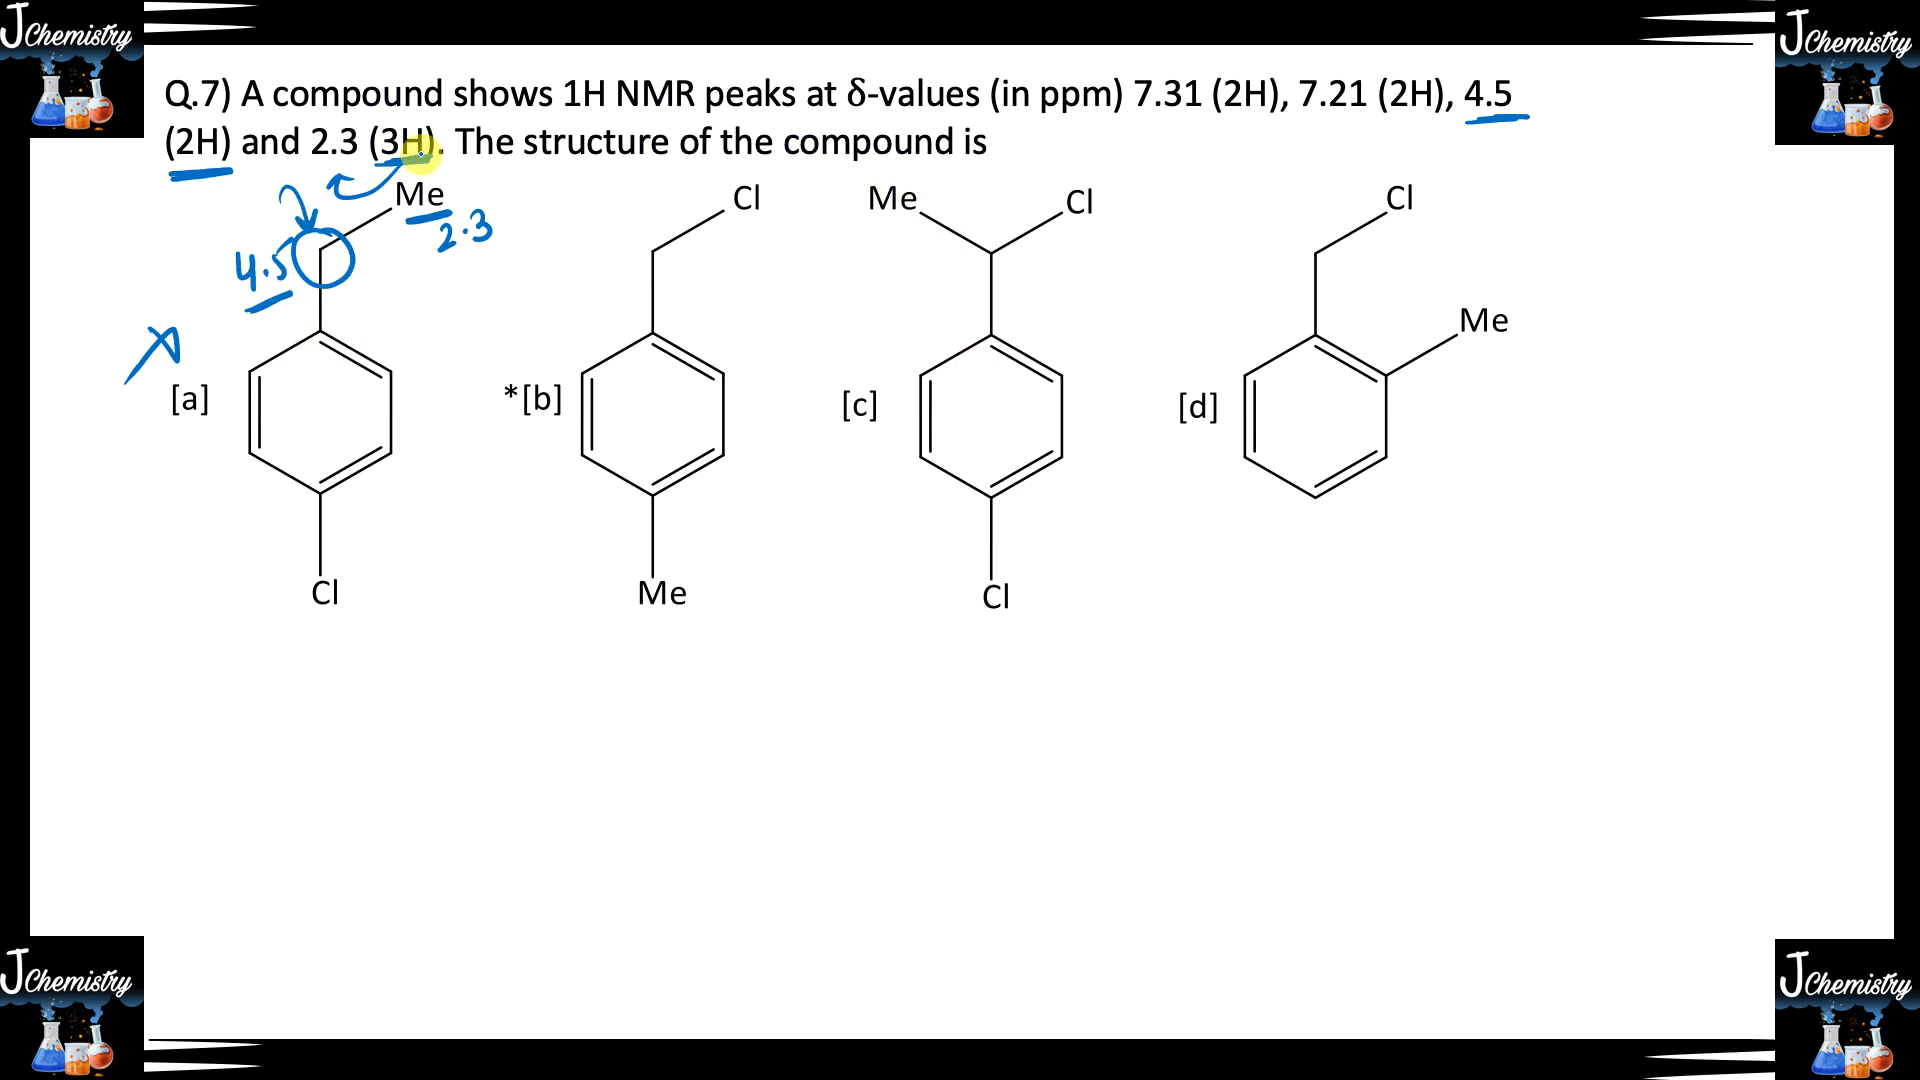 JChemistry
JChemistry
Q.7) A compound shows 1H NMR peaks at δ-values (in ppm) 7.31 (2H), 7.21 (2H), 4.5
(2H) and 2.3 (3H). The structure of the compound is
Me
Cl
Me
Cl
Cl
2.3
4.5
Me
[a]
*[b]
[c]
[d]
Cl
Me
Cl
JChemistry
JChemistry